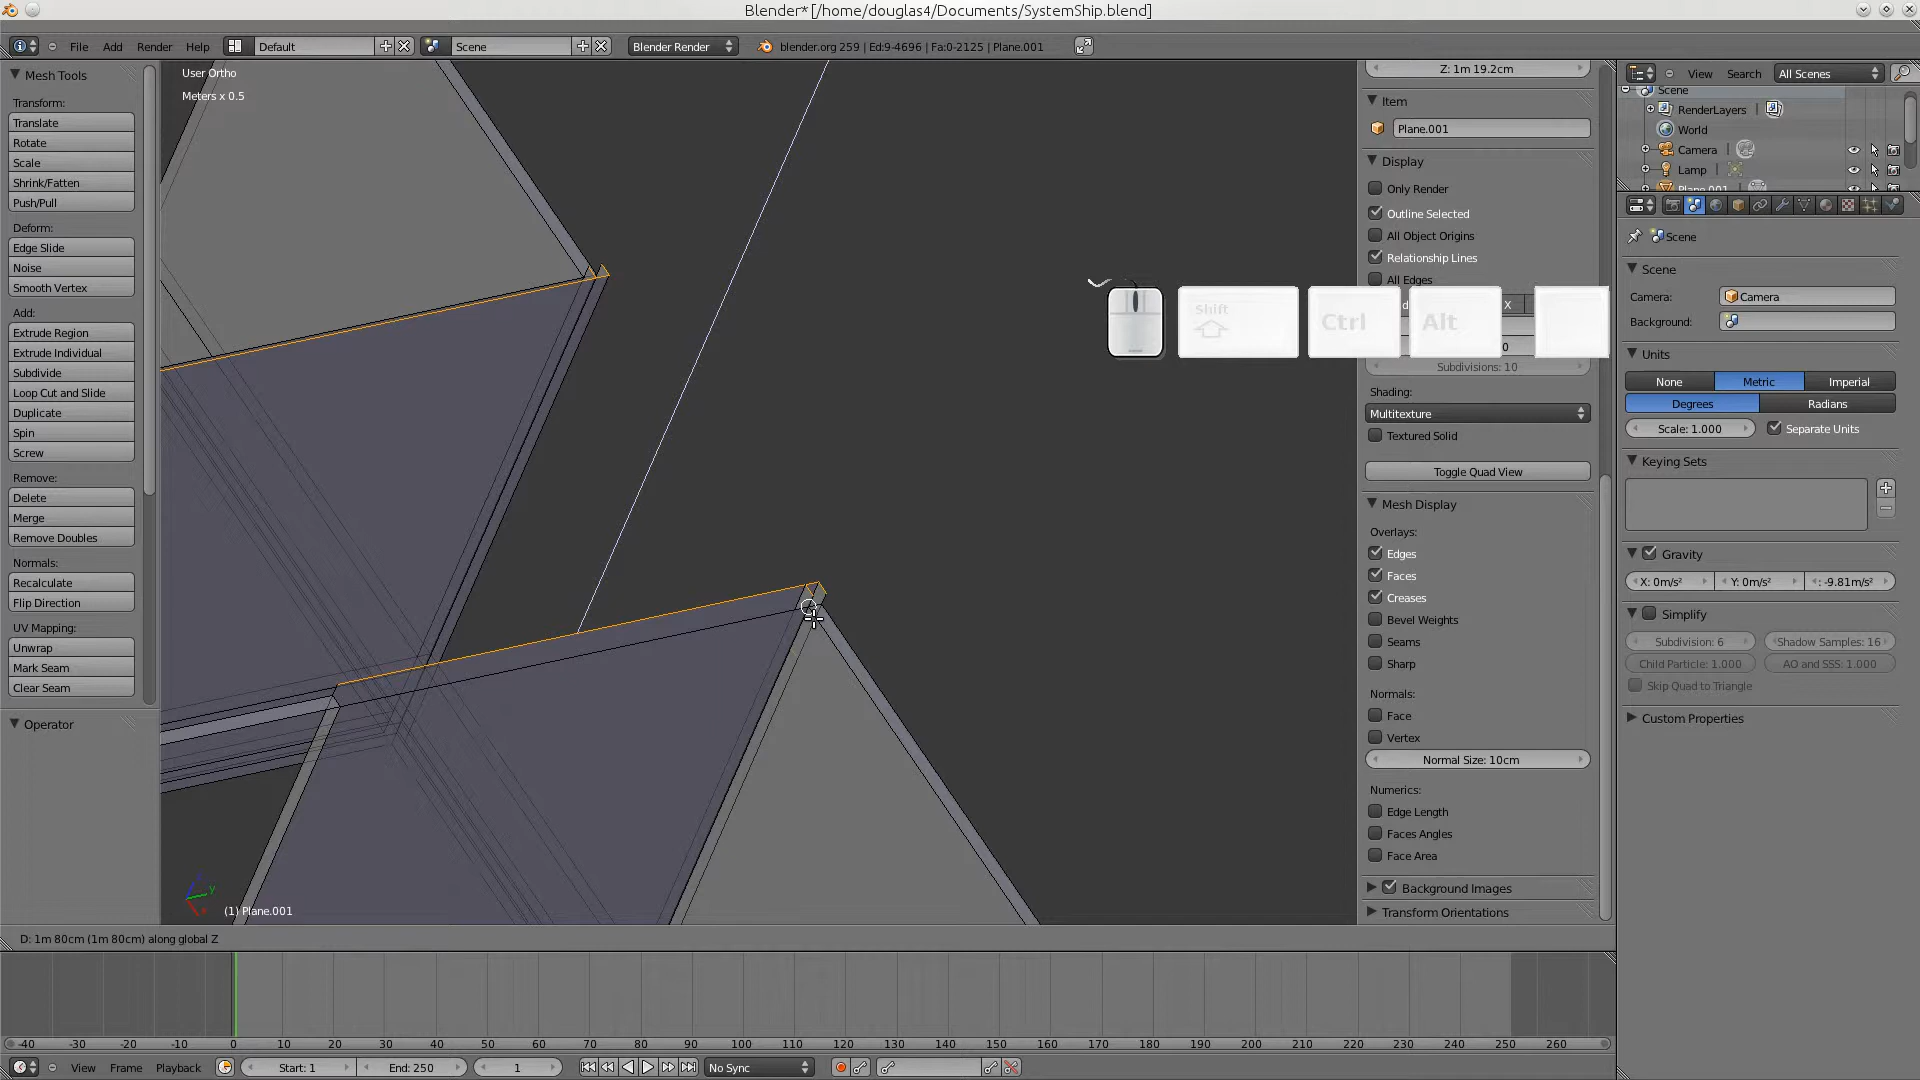 Blender* [/home/douglas4/Documents/SystemShip.blend]
File Add Render Help Default Scene Blender Render blender.org 259 | Ed:9-4696 | Fa:0-2125 | Plane.001
Mesh Tools
Transform:
Translate
Rotate
Scale
Shrink/Fatten
Push/Pull
Deform:
Edge Slide
Noise
Smooth Vertex
Add:
Extrude Region
Extrude Individual
Subdivide
Loop Cut and Slide
Duplicate
Spin
Screw
Remove:
Delete
Merge
Remove Doubles
Normals:
Recalculate
Flip Direction
UV Mapping:
Unwrap
Mark Seam
Clear Seam
Operator
User Ortho
Meters x 0.5
Shift
Ctrl
Alt
y
(1) Plane.001
D: 1m 80cm (1m 80cm) along global Z
Z: 1m 19.2cm
Item
Plane.001
Display
Only Render
Outline Selected
All Object Origins
Relationship Lines
All Edges
X
0
Subdivisions: 10
Shading:
Multitexture
Textured Solid
Toggle Quad View
Mesh Display
Overlays:
Edges
Faces
Creases
Bevel Weights
Seams
Sharp
Normals:
Face
Vertex
Normal Size: 10cm
Numerics:
Edge Length
Faces Angles
Face Area
Background Images
Transform Orientations
View Search All Scenes
Scene
RenderLayers
World
Camera
Lamp
Plane.001
Scene
Scene
Camera: Camera
Background:
Units
None Metric Imperial
Degrees Radians
Scale: 1.000 Separate Units
Keying Sets
Gravity
X: 0m/s² Y: 0m/s² : -9.81m/s²
Simplify
Subdivision: 6 Shadow Samples: 16
Child Particle: 1.000 AO and SSS: 1.000
Skip Quad to Triangle
Custom Properties
-40 -30 -20 -10 0 10 20 30 40 50 60 70 80 90 100 110 120 130 140 150 160 170 180 190 200 210 220 230 240 250 260
View Frame Playback Start: 1 End: 250 1 No Sync